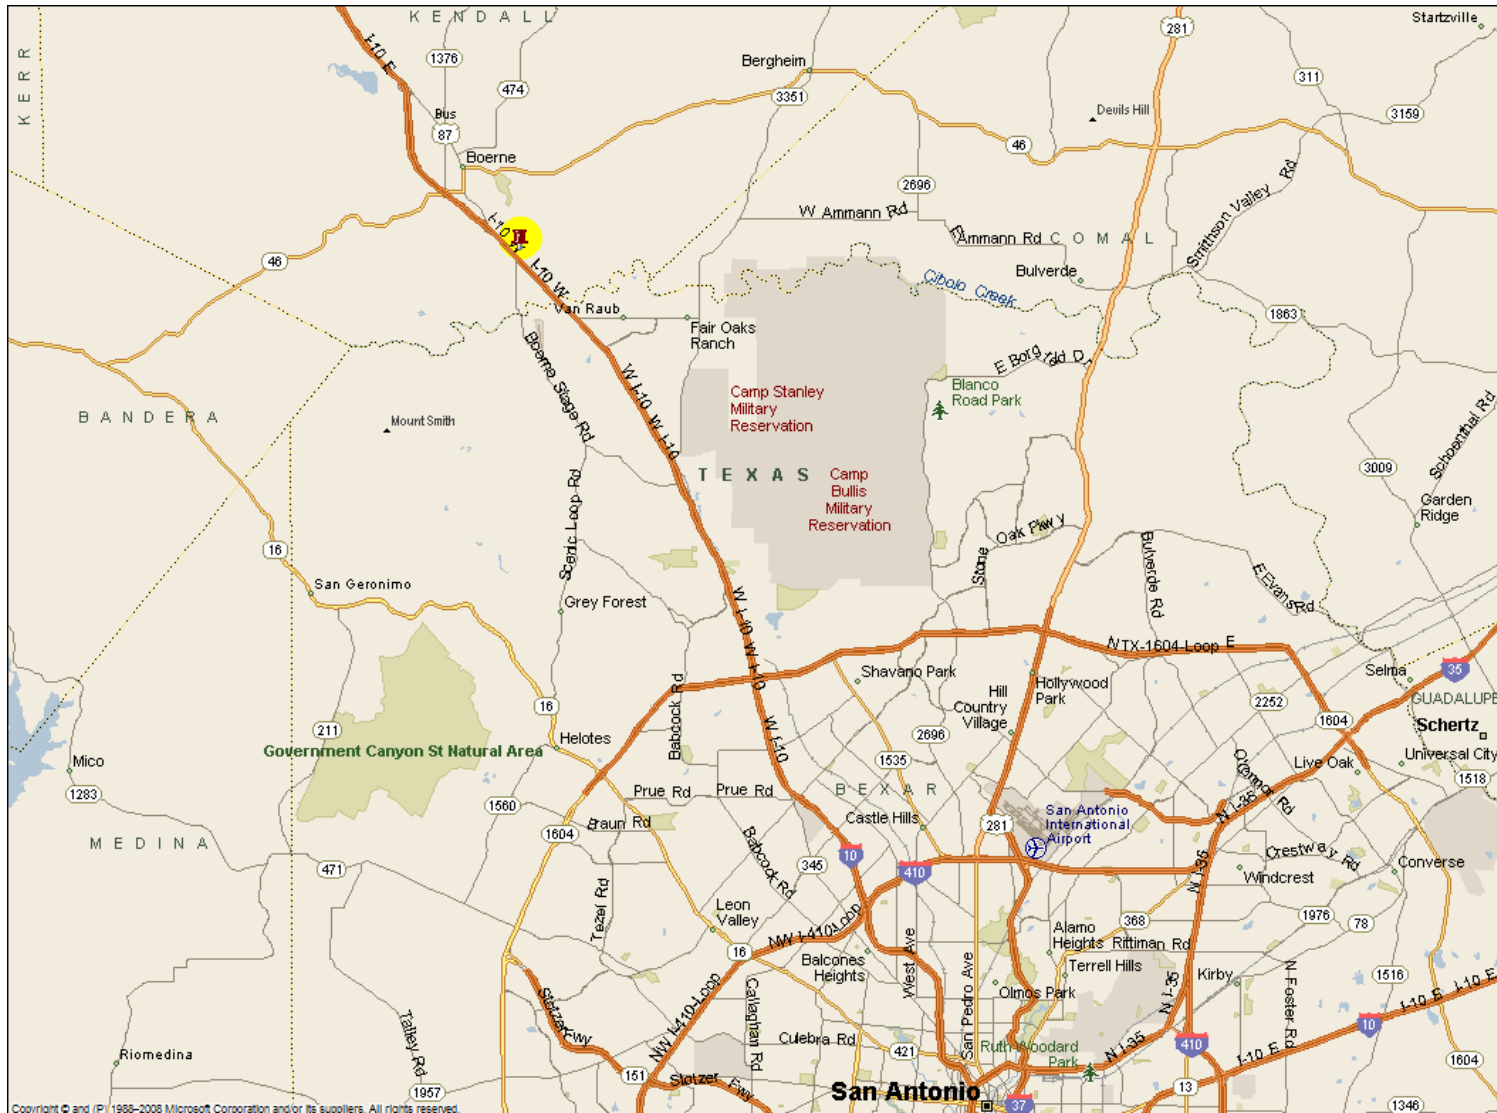 KENDALL
281
Startzville
I-10 E
1376
Bergheim
KERR
474
3351
311
Bus
87
Devils Hill
3159
46
Boerne
2696
W Ammann Rd
Smithson Valley Rd
I-10 W
E Ammann Rd
COMAL
46
I-10 W
Bulverde
Cibolo Creek
Van Raub
1863
Fair Oaks
Ranch
Boerne Stage Rd
W I-10 W I-10
Camp Stanley
Military
Reservation
Blanco
Road Park
BANDERA
Mount Smith
Schoenthal Rd
TEXAS
Camp
Bullis
Military
Reservation
3009
Scenic Loop Rd
Garden
Ridge
16
Stone Oak Pkwy
Bulverde Rd
E Evans Rd
San Geronimo
Grey Forest
W I-10 W I-10
N TX-1604-Loop E
Shavano Park
Hollywood
Park
Selma
35
GUADALUPE
Babcock Rd
Hill
Country
Village
2252
1604
Schertz
16
211
Helotes
Government Canyon St Natural Area
W I-10
2696
1535
Mico
Live Oak
Universal City
1518
1283
Prue Rd
Prue Rd
BEXAR
O'Connor Rd
1560
Braun Rd
Castle Hills
281
San Antonio
International
Airport
N I-35
1604
MEDINA
Babcock Rd
345
10
410
Crestway Rd
Converse
471
Windcrest
N I-35
Tezel Rd
Leon
Valley
368
1976
78
NW I-410-Loop
16
Alamo
Heights
Rittiman Rd
Balcones
Heights
West Ave
San Pedro Ave
Terrell Hills
Kirby
1516
Stotzer Fwy
NW I-410-Loop
Callaghan Rd
Olmos Park
N I-35
N Foster Rd
I-10 E
I-10 E
10
Talley Rd
Culebra Rd
421
Ruth Woodard
Park
N I-35
410
I-10 E
Riomedina
151
Stotzer Fwy
1604
1957
San Antonio
37
13
1346
Copyright © and (P) 1988–2008 Microsoft Corporation and/or its suppliers. All rights reserved.